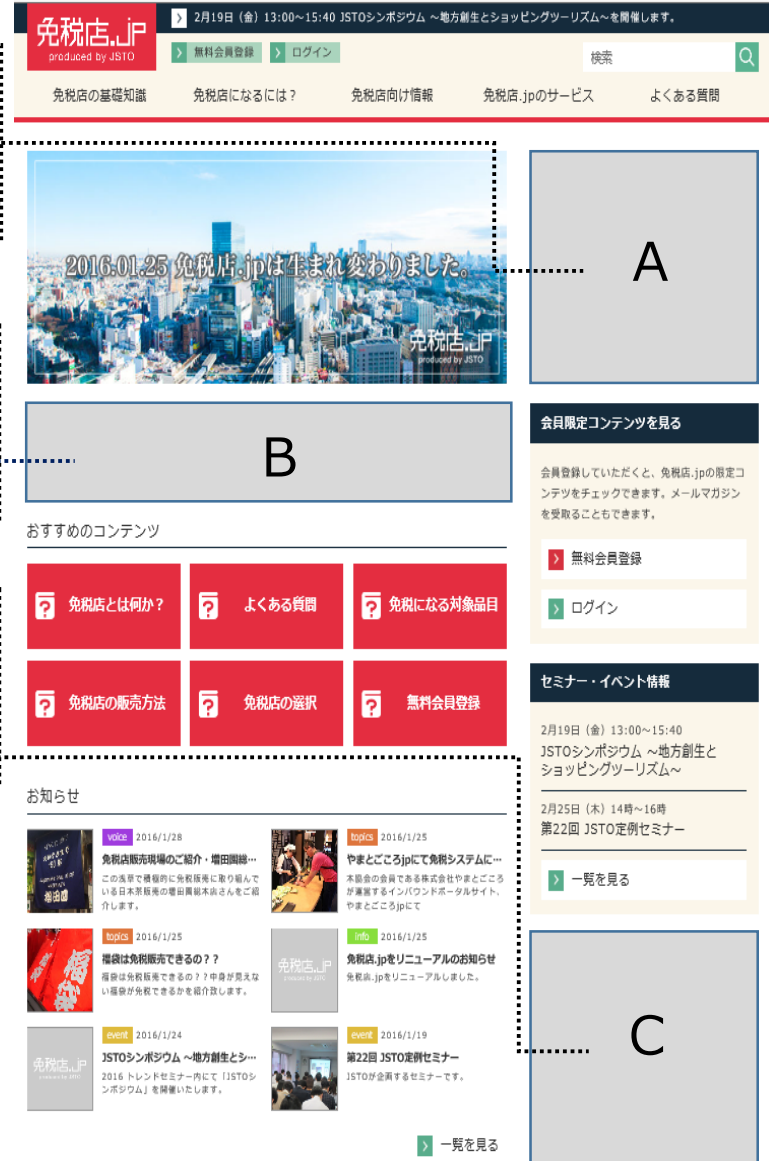 免税店.JP
produced by JSTO
2月19日（金）13:00～15:40 JSTOシンポジウム ～地方創生とショッピングツーリズム～を開催します。
無料会員登録
ログイン
検索
免税店の基礎知識
免税店になるには？
免税店向け情報
免税店.jpのサービス
よくある質問
2016.01.25 免税店.jpは生まれ変わりました。
免税店.JP
produced by JSTO
A
B
おすすめのコンテンツ
免税店とは何か？
よくある質問
免税になる対象品目
免税店の販売方法
免税店の選択
無料会員登録
お知らせ
voice 2016/1/28
免税店販売現場のご紹介・増田園総…
この浅草で積極的に免税販売に取り組んで
いる日本茶販売の増田園総本店さんをご紹
介します。
topics 2016/1/25
やまとごころjpにて免税システムに…
本協会の会員である株式会社やまとごころ
が運営するインバウンドポータルサイト、
やまとごころjpにて
topics 2016/1/25
福袋は免税販売できるの？？
福袋は免税販売できるの？？中身が見えな
い福袋が免税できるかを紹介致します。
福袋
免税店.JP
produced by JSTO
info 2016/1/25
免税店.jpをリニューアルのお知らせ
免税店.jpをリニューアルしました。
免税店.JP
produced by JSTO
event 2016/1/24
JSTOシンポジウム ～地方創生とシ…
2016 トレンドセミナー内にて「JSTOシ
ンポジウム」を開催いたします。
event 2016/1/19
第22回 JSTO定例セミナー
JSTOが企画するセミナーです。
一覧を見る
会員限定コンテンツを見る
会員登録していただくと、免税店.jpの限定コ
ンテツをチェックできます。メールマガジン
を受取ることもできます。
無料会員登録
ログイン
セミナー・イベント情報
2月19日（金）13:00～15:40
JSTOシンポジウム ～地方創生と
ショッピングツーリズム～
2月25日（木）14時～16時
第22回 JSTO定例セミナー
一覧を見る
C